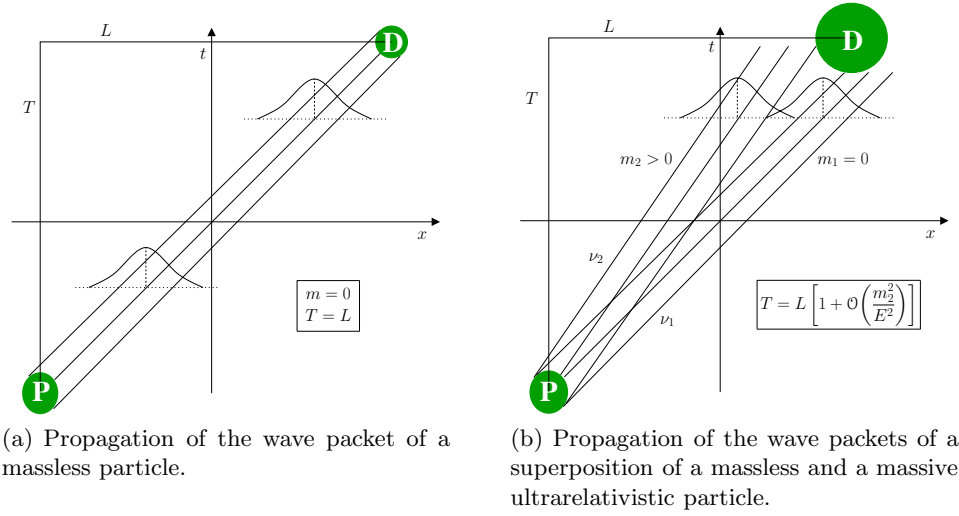 L
t
D
T
x
m = 0
T = L
P
(a) Propagation of the wave packet of a
massless particle.
L
t
D
T
m₂ > 0
m₁ = 0
x
ν₂
T = L [1 + O(m₂²/E²)]
ν₁
P
(b) Propagation of the wave packets of a
superposition of a massless and a massive
ultrarelativistic particle.